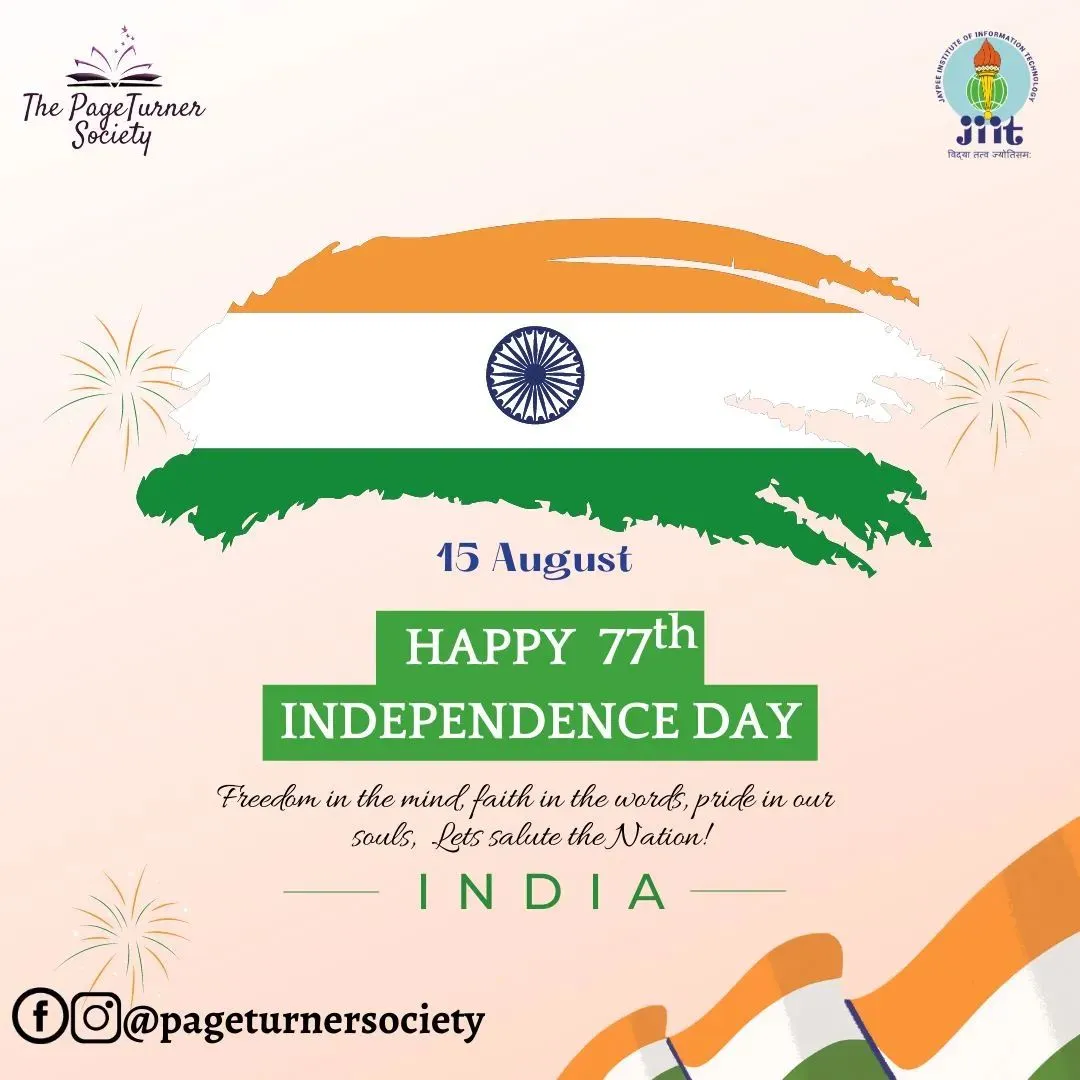 The PageTurner
Society
JAYPEE INSTITUTE OF INFORMATION TECHNOLOGY
jiit
विद्या तत्व ज्योतिसम:
15 August
HAPPY 77th
INDEPENDENCE DAY
Freedom in the mind, faith in the words, pride in our
souls, Lets salute the Nation!
INDIA
@pageturnersociety